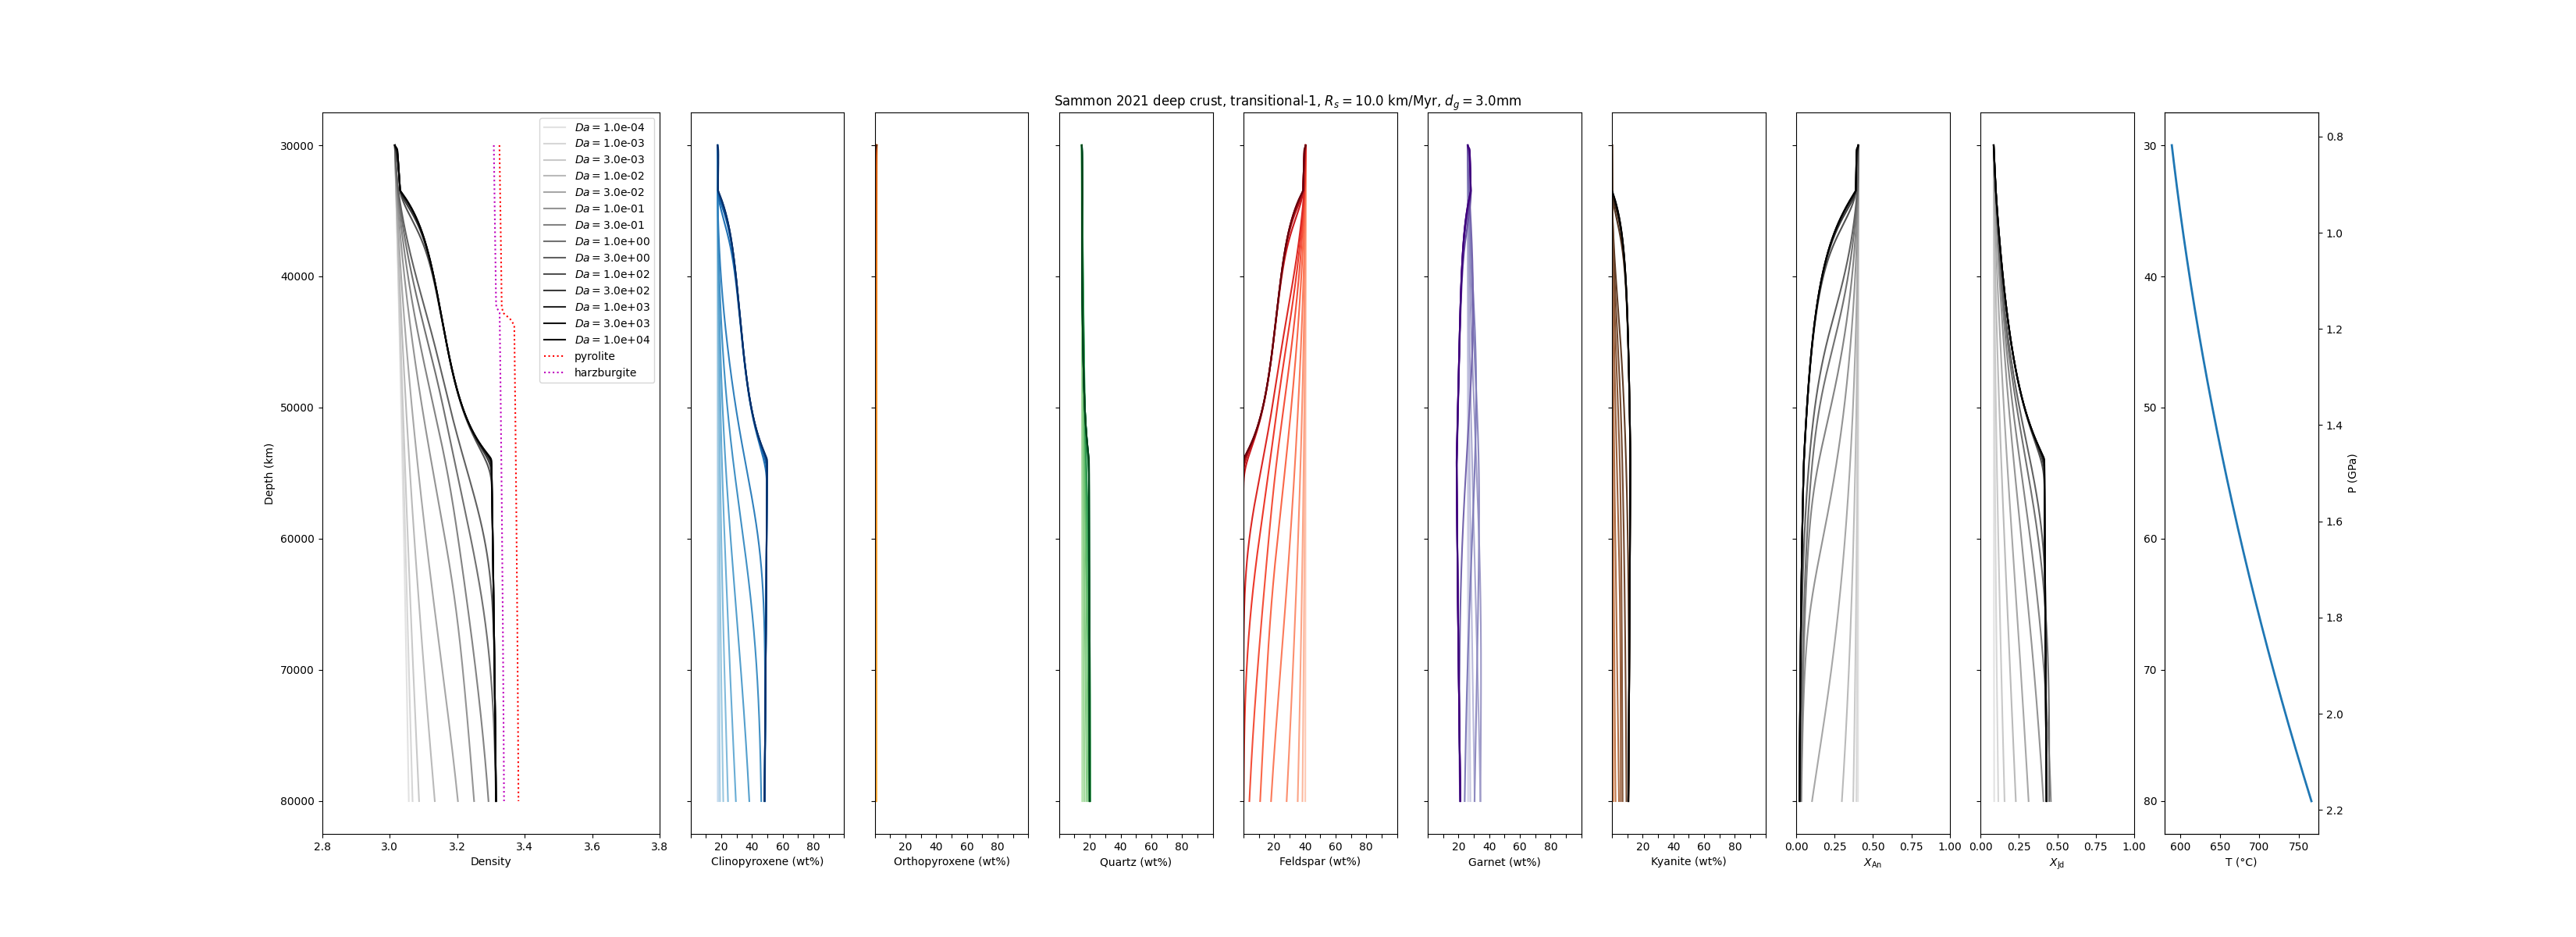 Sammon 2021 deep crust, transitional-1, R_s = 10.0 km/Myr, d_g = 3.0mm
Da = 1.0e-04
Da = 1.0e-03
Da = 3.0e-03
Da = 1.0e-02
Da = 3.0e-02
Da = 1.0e-01
Da = 3.0e-01
Da = 1.0e+00
Da = 3.0e+00
Da = 1.0e+02
Da = 3.0e+02
Da = 1.0e+03
Da = 3.0e+03
Da = 1.0e+04
pyrolite
harzburgite
Depth (km)
30000
40000
50000
60000
70000
80000
2.8 3.0 3.2 3.4 3.6 3.8
Density
20 40 60 80
Clinopyroxene (wt%)
20 40 60 80
Orthopyroxene (wt%)
20 40 60 80
Quartz (wt%)
20 40 60 80
Feldspar (wt%)
20 40 60 80
Garnet (wt%)
20 40 60 80
Kyanite (wt%)
0.00 0.25 0.50 0.75 1.00
X_An
0.00 0.25 0.50 0.75 1.00
X_Jd
30
40
50
60
70
80
600 650 700 750
T (°C)
0.8
1.0
1.2
1.4
1.6
1.8
2.0
2.2
P (GPa)